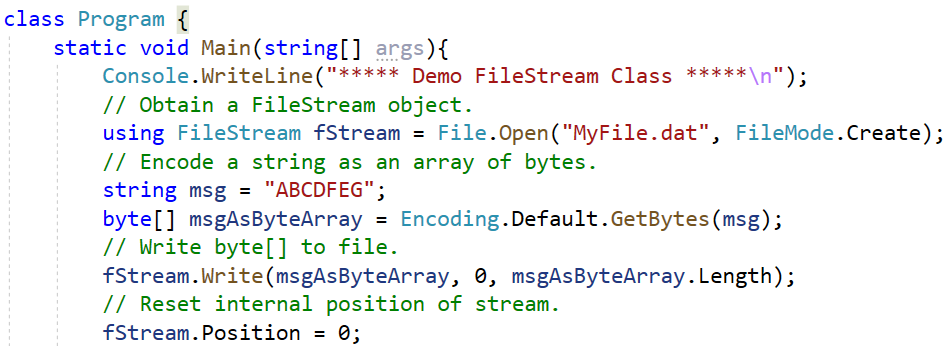 class Program {
static void Main(string[] args){
Console.WriteLine("***** Demo FileStream Class *****\n");
// Obtain a FileStream object.
using FileStream fStream = File.Open("MyFile.dat", FileMode.Create);
// Encode a string as an array of bytes.
string msg = "ABCDFEG";
byte[] msgAsByteArray = Encoding.Default.GetBytes(msg);
// Write byte[] to file.
fStream.Write(msgAsByteArray, 0, msgAsByteArray.Length);
// Reset internal position of stream.
fStream.Position = 0;